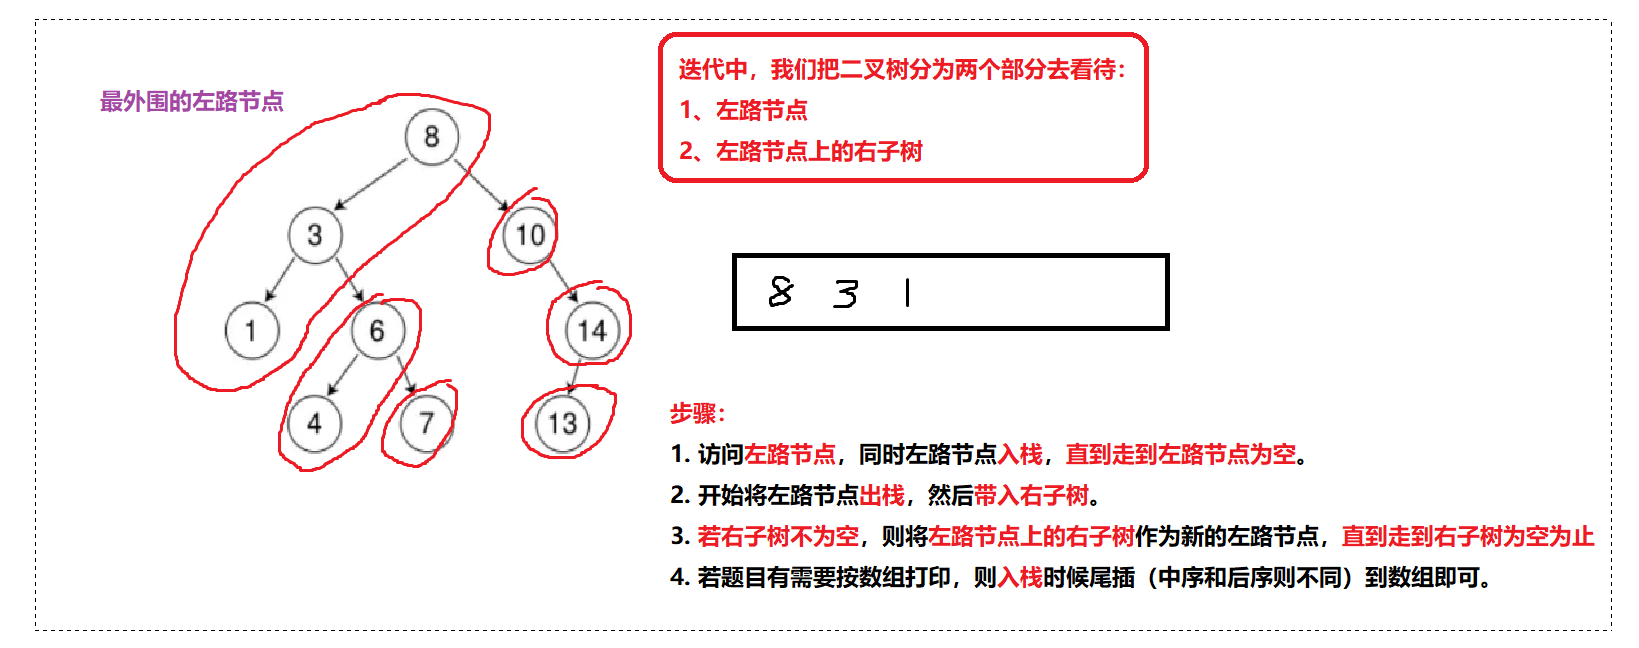 最外围的左路节点
8
3
10
1
6
14
4
7
13
迭代中，我们把二叉树分为两个部分去看待：
1、左路节点
2、左路节点上的右子树
8 3 1
步骤：
1. 访问左路节点，同时左路节点入栈，直到走到左路节点为空。
2. 开始将左路节点出栈，然后带入右子树。
3. 若右子树不为空，则将左路节点上的右子树作为新的左路节点，直到走到右子树为空为止
4. 若题目有需要按数组打印，则入栈时候尾插（中序和后序则不同）到数组即可。